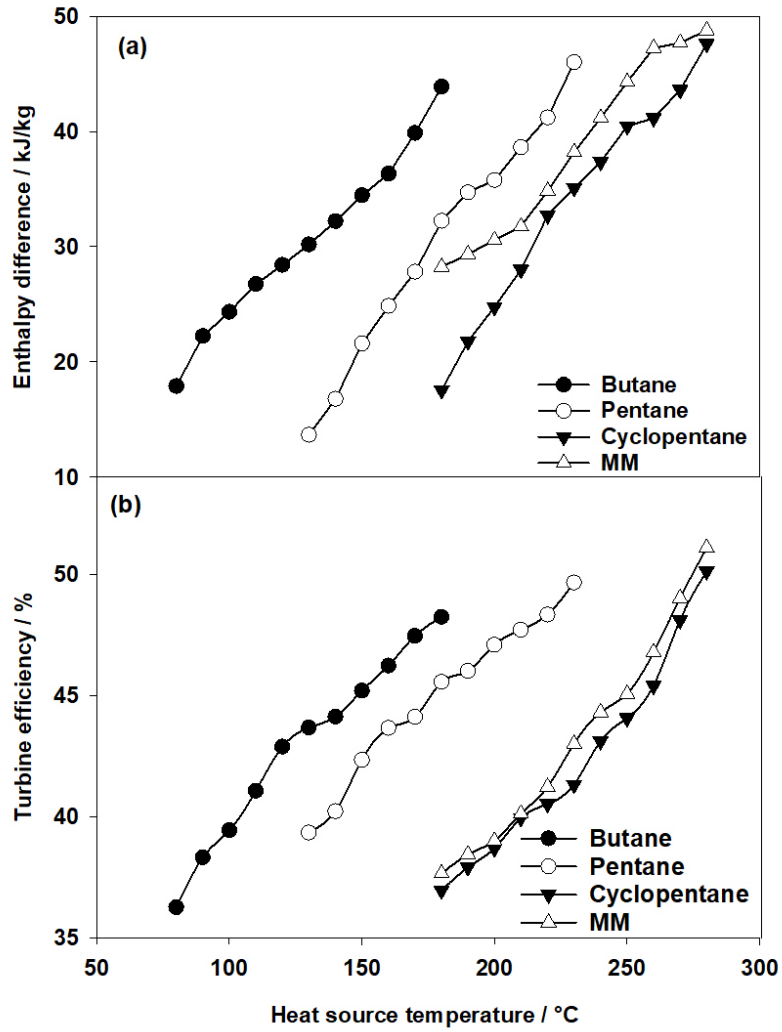 50
(a)
40
30
20
10
Enthalpy difference / kJ/kg
Butane
Pentane
Cyclopentane
MM
(b)
50
45
40
35
Turbine efficiency / %
Butane
Pentane
Cyclopentane
MM
50 100 150 200 250 300
Heat source temperature / °C